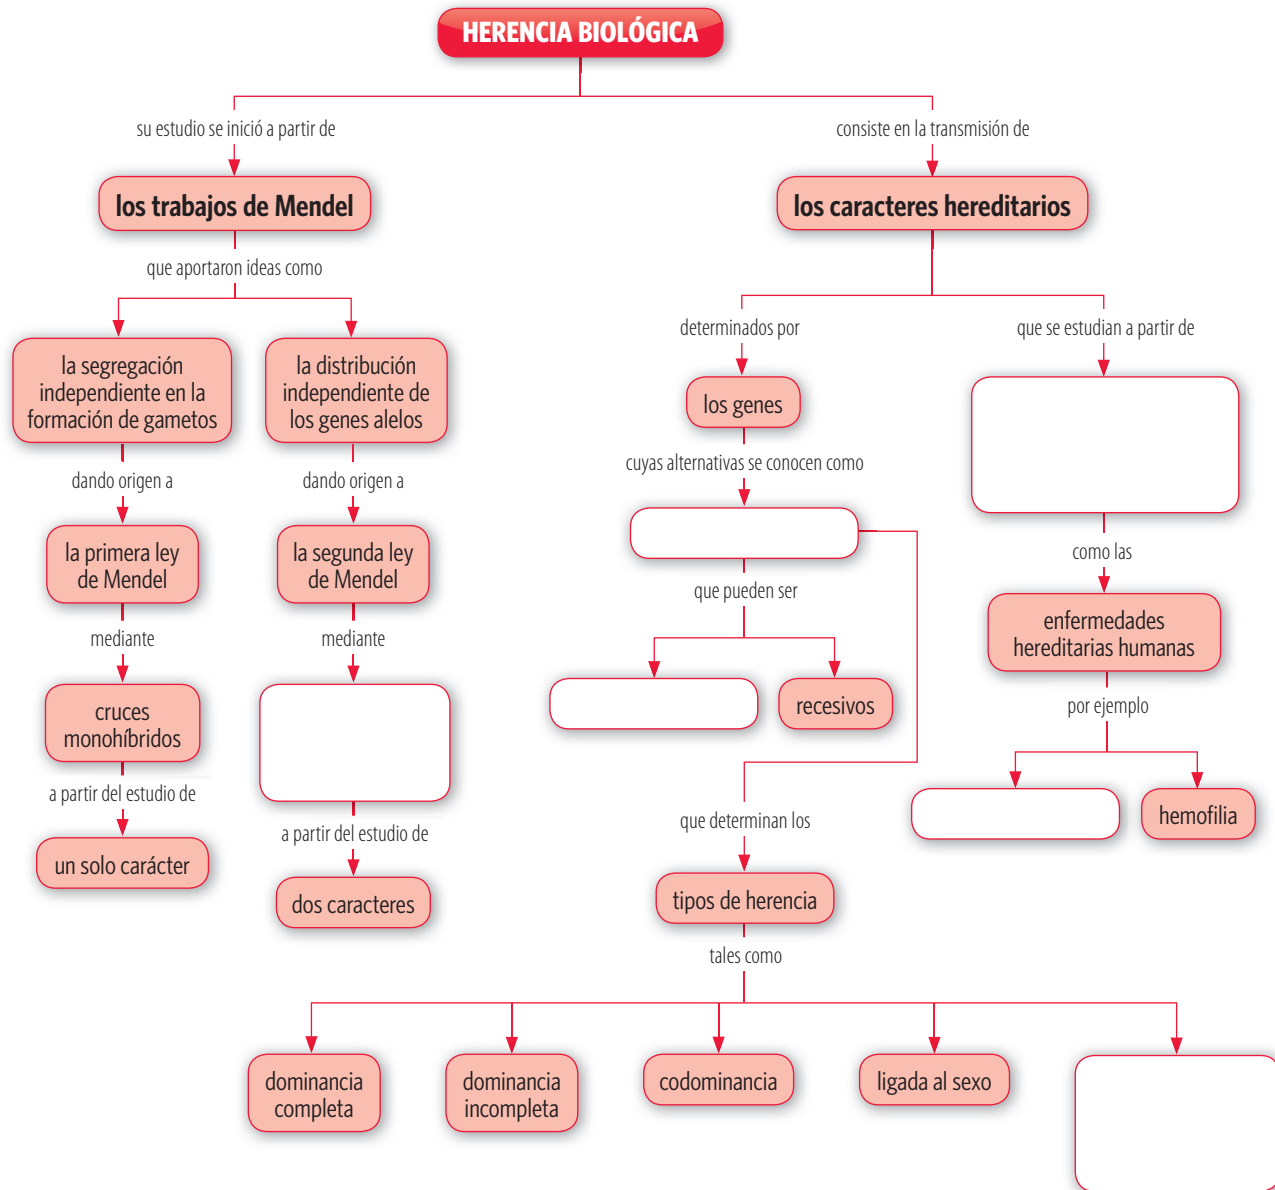 HERENCIA BIOLÓGICA
su estudio se inició a partir de
consiste en la transmisión de
los trabajos de Mendel
los caracteres hereditarios
que aportaron ideas como
determinados por
que se estudian a partir de
la segregación
independiente en la
formación de gametos
la distribución
independiente de
los genes alelos
los genes
cuyas alternativas se conocen como
dando origen a
dando origen a
la primera ley
de Mendel
la segunda ley
de Mendel
como las
que pueden ser
enfermedades
hereditarias humanas
mediante
mediante
cruces
monohíbridos
recesivos
por ejemplo
a partir del estudio de
hemofilia
que determinan los
a partir del estudio de
un solo carácter
dos caracteres
tipos de herencia
tales como
dominancia
completa
dominancia
incompleta
codominancia
ligada al sexo